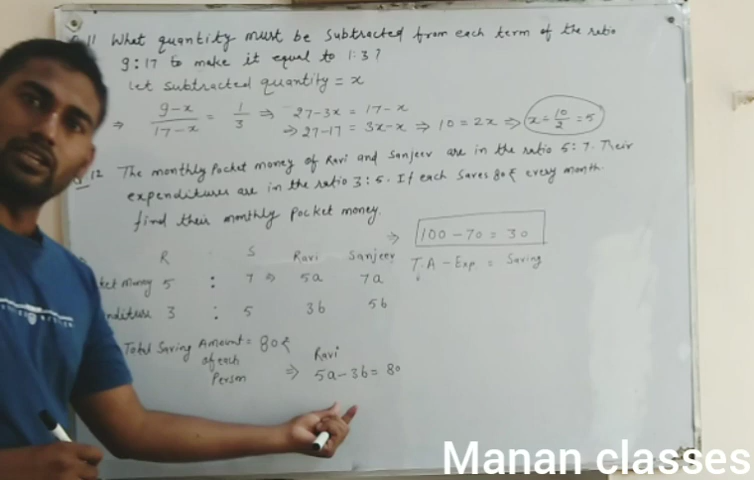 11 What quantity must be subtracted from each term of the ratio
9:17 to make it equal to 1:3?
let subtracted quantity = x
⇒ 9-x/17-x = 1/3 ⇒ 27-3x = 17-x
⇒ 27-17 = 3x-x ⇒ 10 = 2x ⇒ x = 10/2 = 5
12 The monthly Pocket money of Ravi and Sanjeev are in the ratio 5:7. Their
expenditures are in the ratio 3:5. If each saves 80₹ every month.
find their monthly pocket money.
⇒ 100 - 70 = 30
T.A - Exp = Saving
R S Ravi Sanjeev
ket Money 5 : 7 ⇒ 5a 7a
nditure 3 : 5 3b 5b
Total Saving Amount = 80₹
of each
Person
Ravi
⇒ 5a - 3b = 80
Manan classes